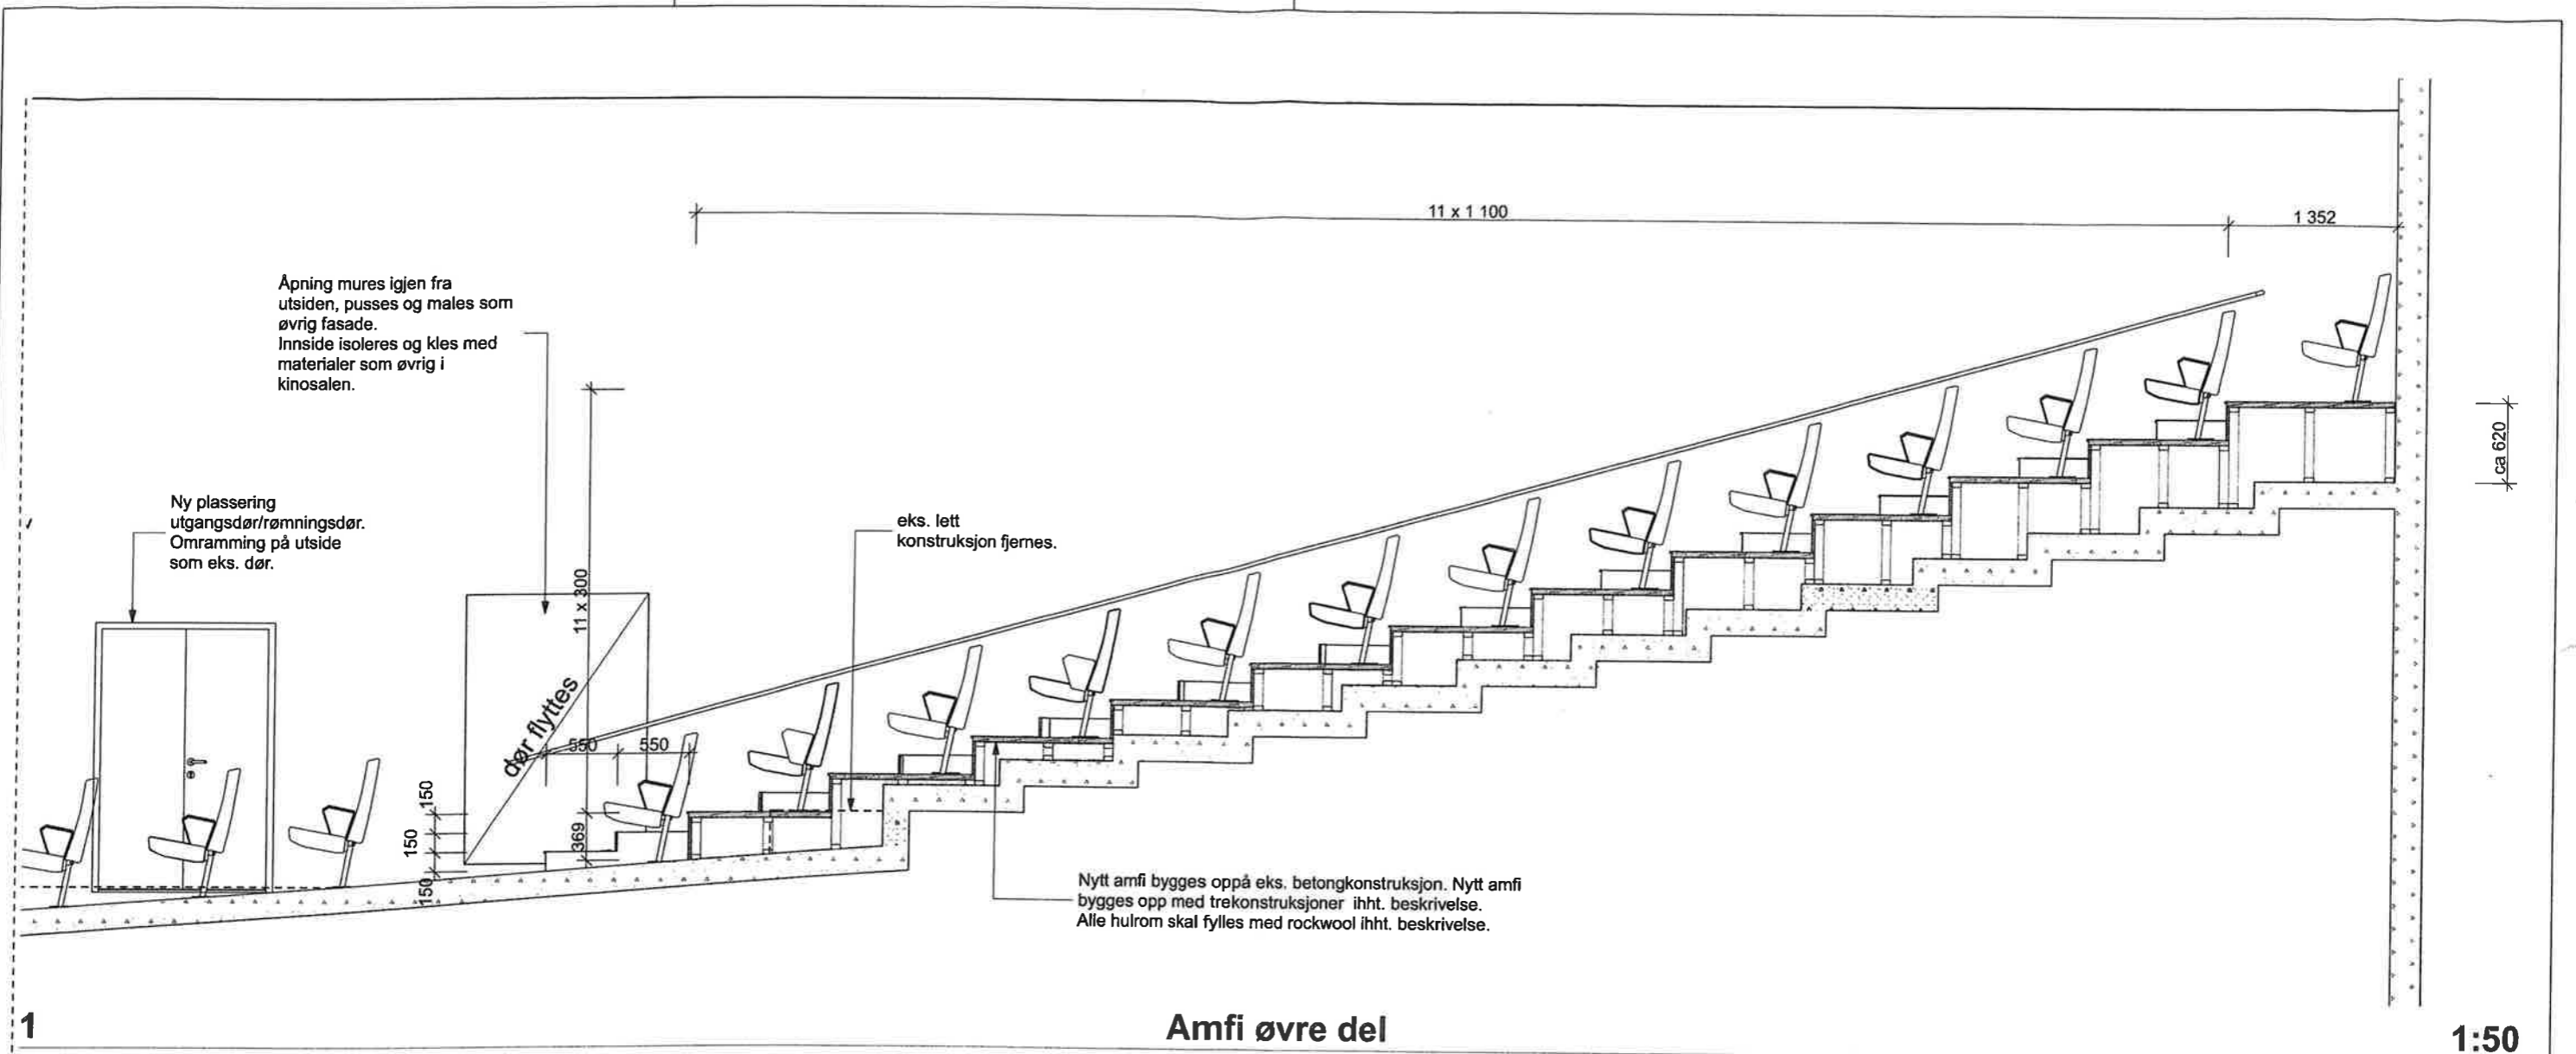 11 x 1 100
1 352
Åpning mures igjen fra
utsiden, pusses og males som
øvrig fasade.
Innside isoleres og kles med
materialer som øvrig i
kinosalen.
ca 620
Ny plassering
utgangsdør/rømningsdør.
Omramming på utside
som eks. dør.
eks. lett
konstruksjon fjernes.
11 x 300
dør flyttes
550
550
150
150
150
369
Nytt amfi bygges oppå eks. betongkonstruksjon. Nytt amfi
bygges opp med trekonstruksjoner ihht. beskrivelse.
Alle hulrom skal fylles med rockwool ihht. beskrivelse.
1
Amfi øvre del
1:50